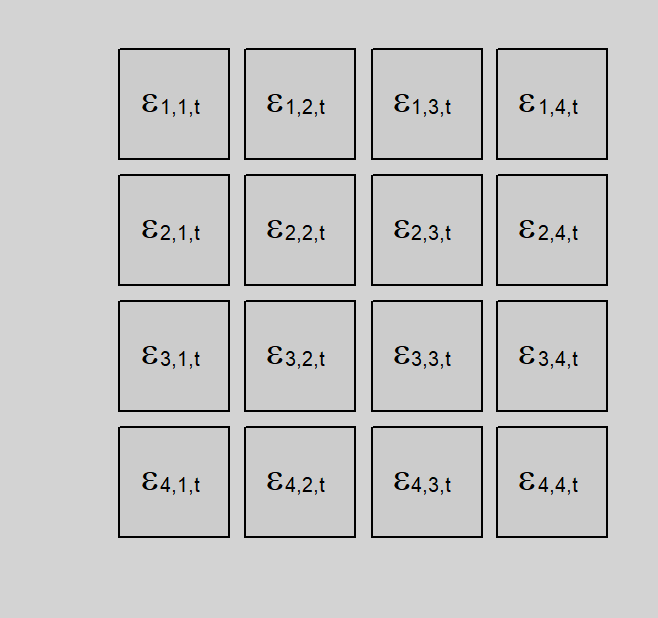 ε1,1,t ε1,2,t ε1,3,t ε1,4,t
ε2,1,t ε2,2,t ε2,3,t ε2,4,t
ε3,1,t ε3,2,t ε3,3,t ε3,4,t
ε4,1,t ε4,2,t ε4,3,t ε4,4,t